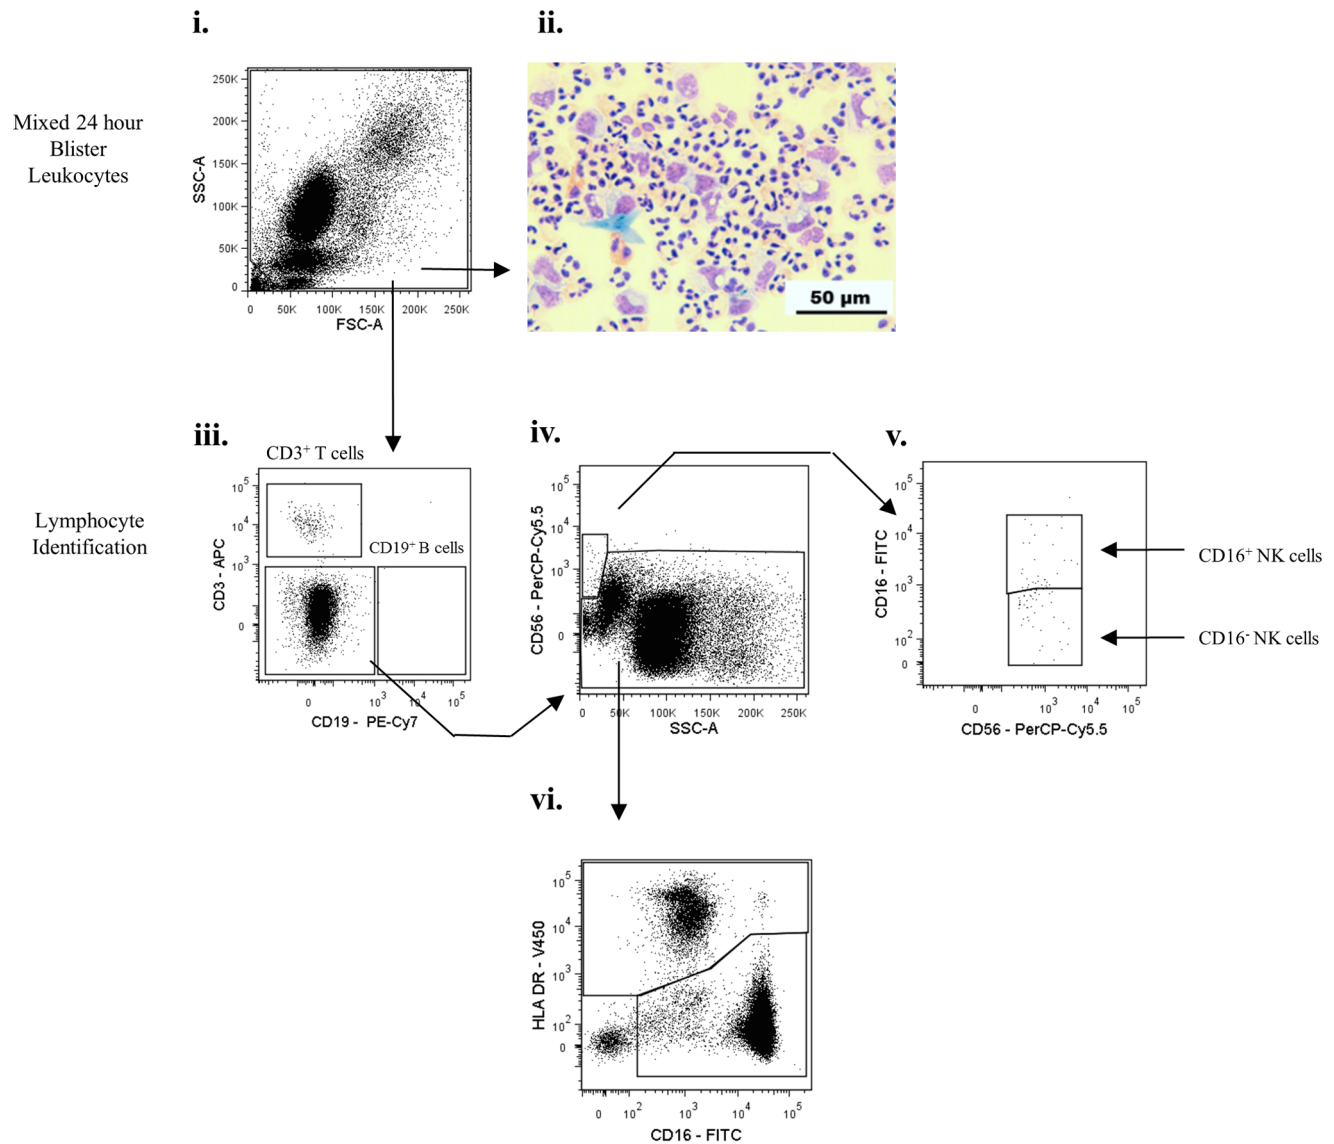 i.
ii.
Mixed 24 hour
Blister
Leukocytes
250K
200K
150K
100K
50K
0
SSC-A
0 50K 100K 150K 200K 250K
FSC-A
50 µm
iii.
CD3+ T cells
CD19+ B cells
10^5
10^4
10^3
0
CD3 - APC
0 10^3 10^4 10^5
CD19 - PE-Cy7
iv.
10^5
10^4
10^3
0
CD56 - PerCP-Cy5.5
0 50K 100K 150K 200K 250K
SSC-A
v.
10^5
10^4
10^3
10^2
0
CD16 - FITC
0 10^3 10^4 10^5
CD56 - PerCP-Cy5.5
CD16+ NK cells
CD16- NK cells
Lymphocyte
Identification
vi.
10^5
10^4
10^3
10^2
0
HLA DR - V450
0 10^2 10^3 10^4 10^5
CD16 - FITC